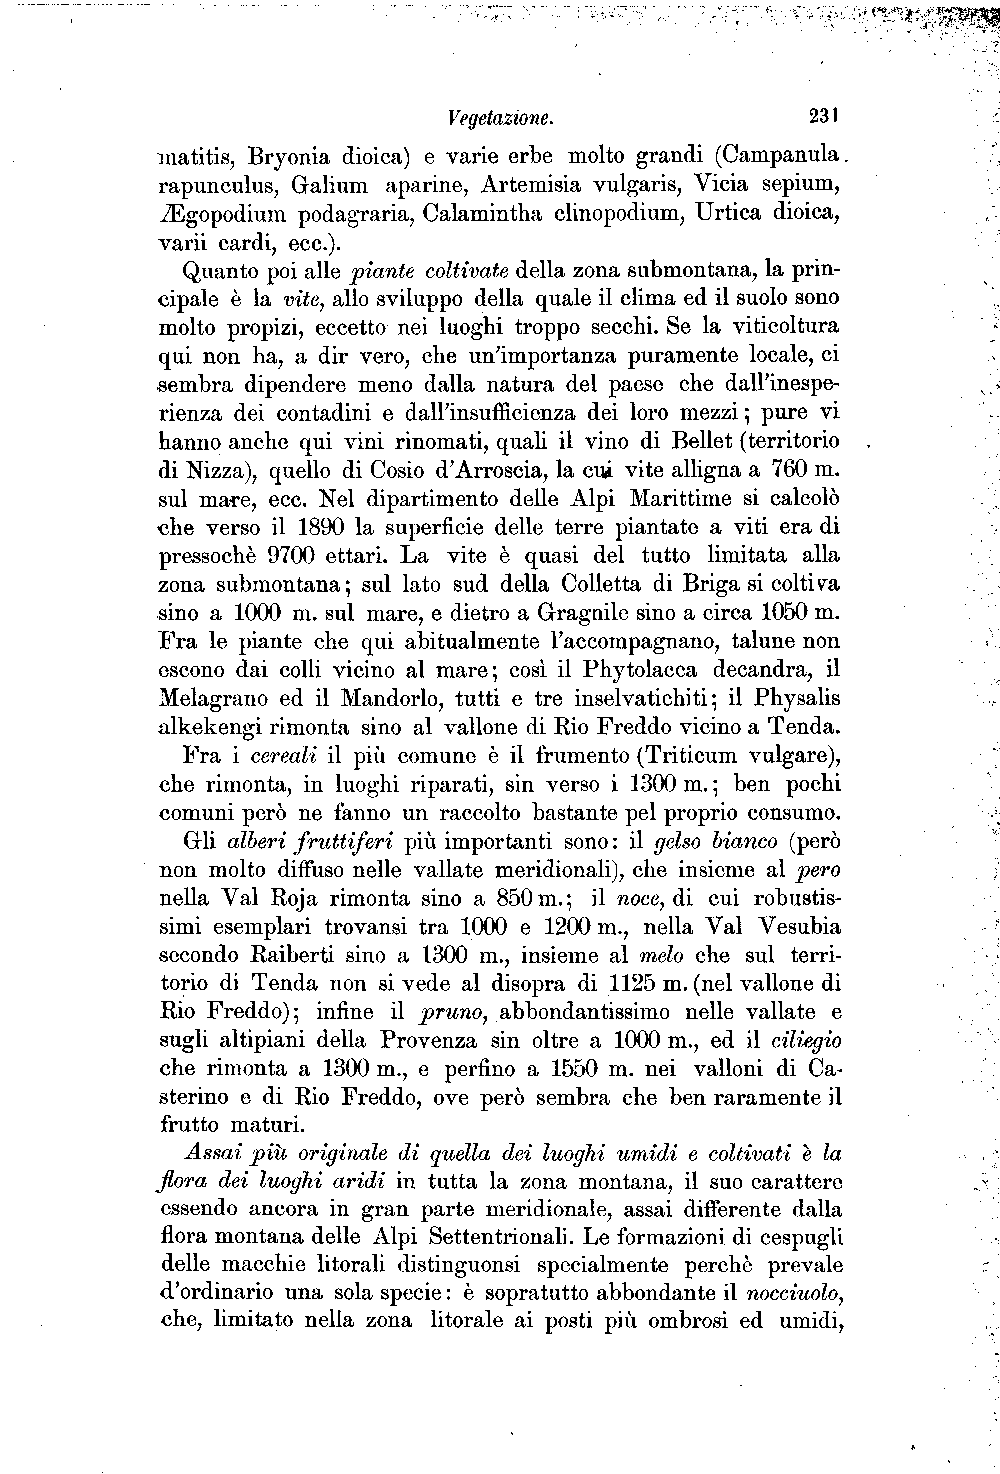 Vegetazione. 231
matitis, Bryonia dioica) e varie erbe molto grandi (Campanula
rapunculus, Galium aparine, Artemisia vulgaris, Vicia sepium,
Ægopodium podagraria, Calamintha clinopodium, Urtica dioica,
varii cardi, ecc.).
Quanto poi alle piante coltivate della zona submontana, la prin-
cipale è la vite, allo sviluppo della quale il clima ed il suolo sono
molto propizi, eccetto nei luoghi troppo secchi. Se la viticoltura
qui non ha, a dir vero, che un'importanza puramente locale, ci
sembra dipendere meno dalla natura del paese che dall'inespe-
rienza dei contadini e dall'insufficienza dei loro mezzi; pure vi
hanno anche qui vini rinomati, quali il vino di Bellet (territorio
di Nizza), quello di Cosio d'Arroscia, la cui vite alligna a 760 m.
sul mare, ecc. Nel dipartimento delle Alpi Marittime si calcolò
che verso il 1890 la superficie delle terre piantate a viti era di
pressochè 9700 ettari. La vite è quasi del tutto limitata alla
zona submontana; sul lato sud della Colletta di Briga si coltiva
sino a 1000 m. sul mare, e dietro a Gragnile sino a circa 1050 m.
Fra le piante che qui abitualmente l'accompagnano, talune non
escono dai colli vicino al mare; così il Phytolacca decandra, il
Melagrano ed il Mandorlo, tutti e tre inselvatichiti; il Physalis
alkekengi rimonta sino al vallone di Rio Freddo vicino a Tenda.
Fra i cereali il più comune è il frumento (Triticum vulgare),
che rimonta, in luoghi riparati, sin verso i 1300 m.; ben pochi
comuni però ne fanno un raccolto bastante pel proprio consumo.
Gli alberi fruttiferi più importanti sono: il gelso bianco (però
non molto diffuso nelle vallate meridionali), che insieme al pero
nella Val Roja rimonta sino a 850 m.; il noce, di cui robustis-
simi esemplari trovansi tra 1000 e 1200 m., nella Val Vesubia
secondo Raiberti sino a 1300 m., insieme al melo che sul terri-
torio di Tenda non si vede al disopra di 1125 m. (nel vallone di
Rio Freddo); infine il pruno, abbondantissimo nelle vallate e
sugli altipiani della Provenza sin oltre a 1000 m., ed il ciliegio
che rimonta a 1300 m., e perfino a 1550 m. nei valloni di Ca-
sterino e di Rio Freddo, ove però sembra che ben raramente il
frutto maturi.
Assai più originale di quella dei luoghi umidi e coltivati è la
flora dei luoghi aridi in tutta la zona montana, il suo carattere
essendo ancora in gran parte meridionale, assai differente dalla
flora montana delle Alpi Settentrionali. Le formazioni di cespugli
delle macchie litorali distinguonsi specialmente perchè prevale
d'ordinario una sola specie: è sopratutto abbondante il nocciuolo,
che, limitato nella zona litorale ai posti più ombrosi ed umidi,